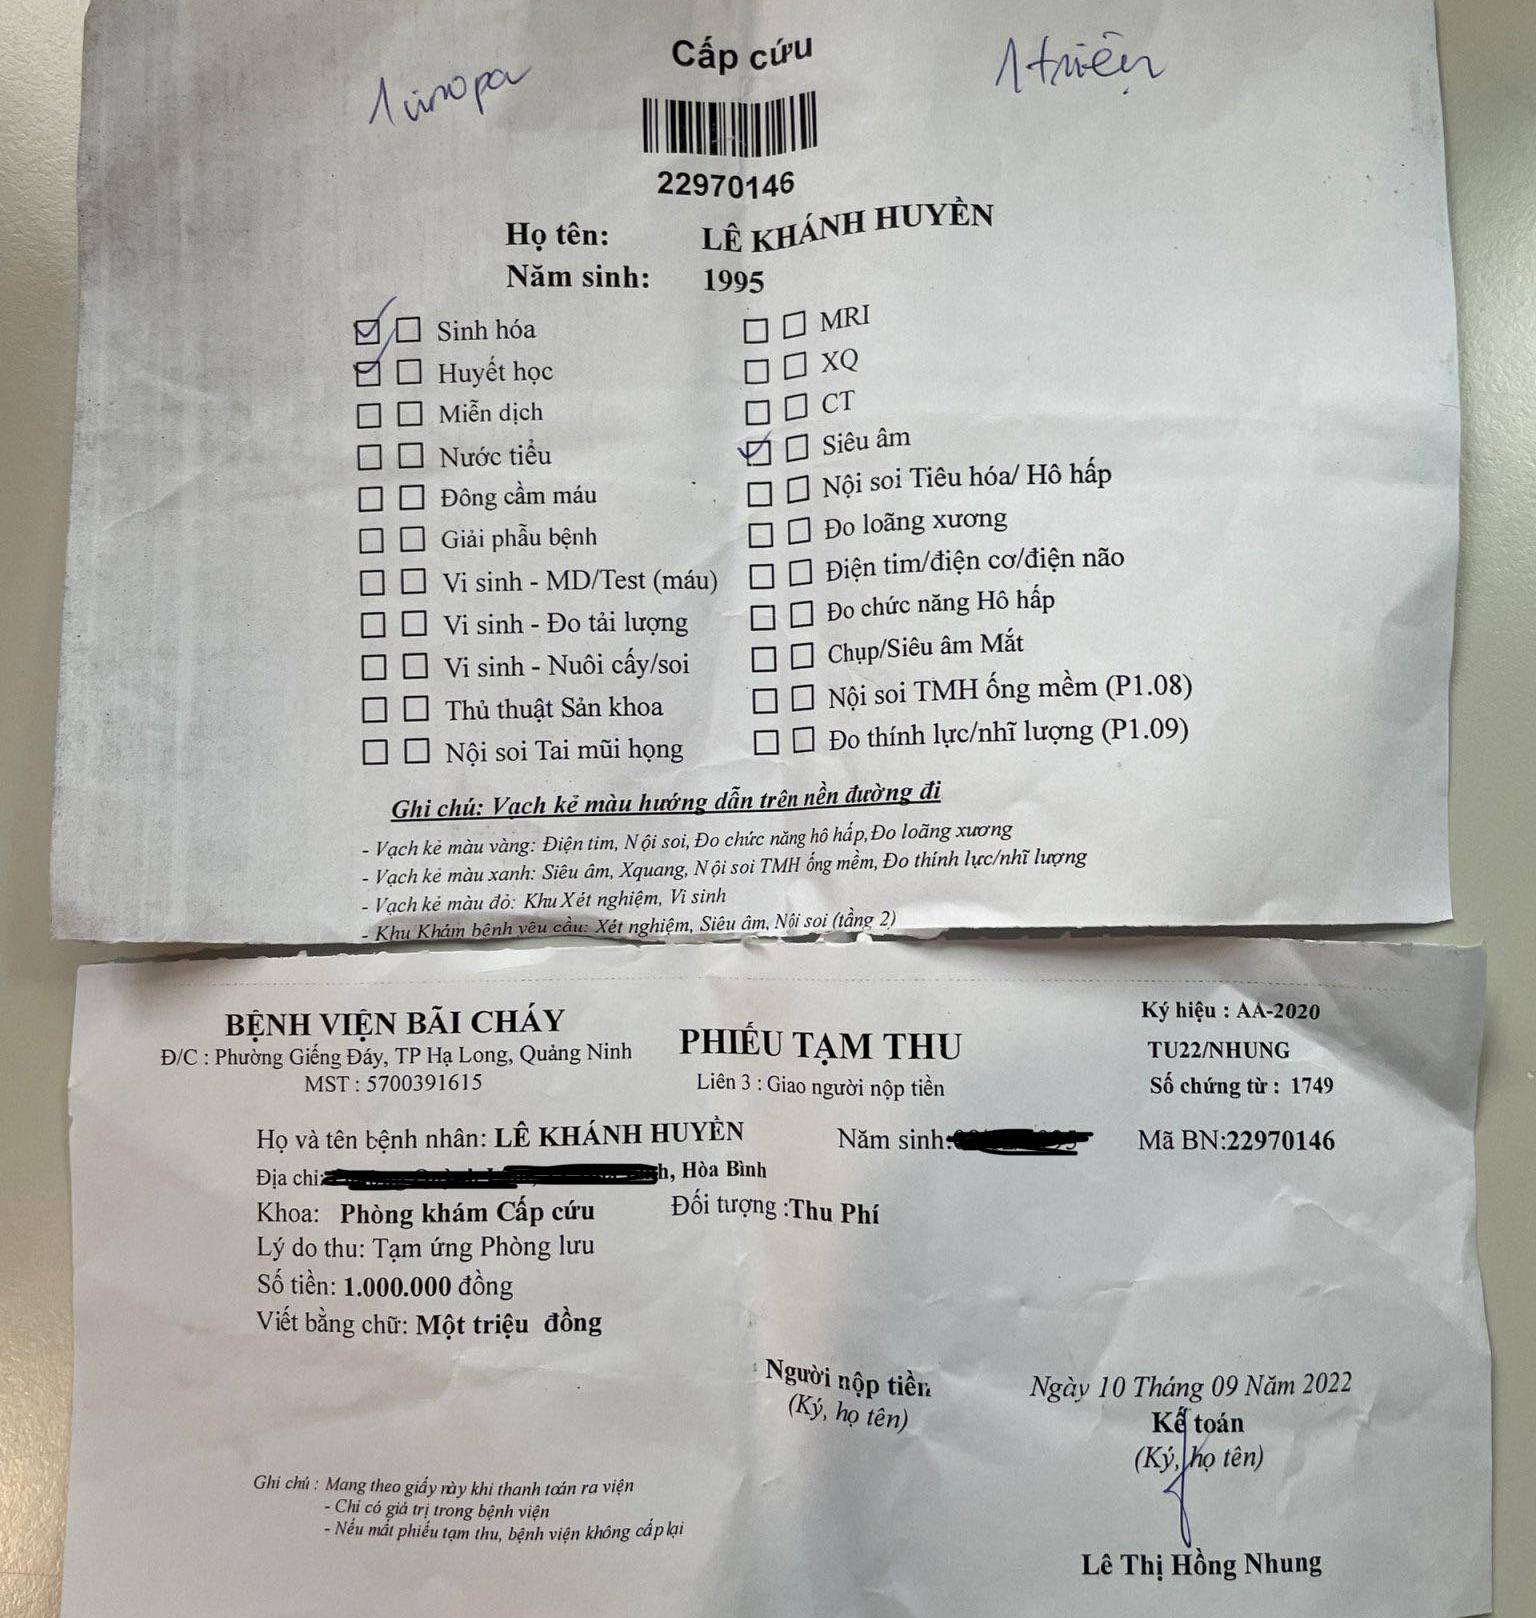 Cấp cứu
1 triệu
22970146
Họ tên: LÊ KHÁNH HUYỀN
Năm sinh: 1995
Sinh hóa
Huyết học
Miễn dịch
Nước tiểu
Đông cầm máu
Giải phẫu bệnh
Vi sinh - MD/Test (máu)
Vi sinh - Đo tải lượng
Vi sinh - Nuôi cấy/soi
Thủ thuật Sản khoa
Nội soi Tai mũi họng
MRI
XQ
CT
Siêu âm
Nội soi Tiêu hóa/ Hô hấp
Đo loãng xương
Điện tim/điện cơ/điện não
Đo chức năng Hô hấp
Chụp/Siêu âm Mắt
Nội soi TMH ống mềm (P1.08)
Đo thính lực/nhĩ lượng (P1.09)
Ghi chú: Vạch kẻ màu hướng dẫn trên nền đường đi
- Vạch kẻ màu vàng: Điện tim, Nội soi, Đo chức năng hô hấp, Đo loãng xương
- Vạch kẻ màu xanh: Siêu âm, Xquang, Nội soi TMH ống mềm, Đo thính lực/nhĩ lượng
- Vạch kẻ màu đỏ: Khu Xét nghiệm, Vi sinh
- Khu Khám bệnh yêu cầu: Xét nghiệm, Siêu âm, Nội soi (tầng 2)
BỆNH VIỆN BÃI CHÁY
Đ/C : Phường Giếng Đáy, TP Hạ Long, Quảng Ninh
MST : 5700391615
PHIẾU TẠM THU
Liên 3 : Giao người nộp tiền
Ký hiệu : AA-2020
TU22/NHUNG
Số chứng từ : 1749
Họ và tên bệnh nhân: LÊ KHÁNH HUYỀN Năm sinh: Mã BN:22970146
Địa chỉ: Hòa Bình
Khoa: Phòng khám Cấp cứu Đối tượng :Thu Phí
Lý do thu: Tạm ứng Phòng lưu
Số tiền: 1.000.000 đồng
Viết bằng chữ: Một triệu đồng
Người nộp tiền
(Ký, họ tên)
Ngày 10 Tháng 09 Năm 2022
Kế toán
(Ký, họ tên)
Ghi chú : Mang theo giấy này khi thanh toán ra viện
- Chỉ có giá trị trong bệnh viện
- Nếu mất phiếu tạm thu, bệnh viện không cấp lại
Lê Thị Hồng Nhung